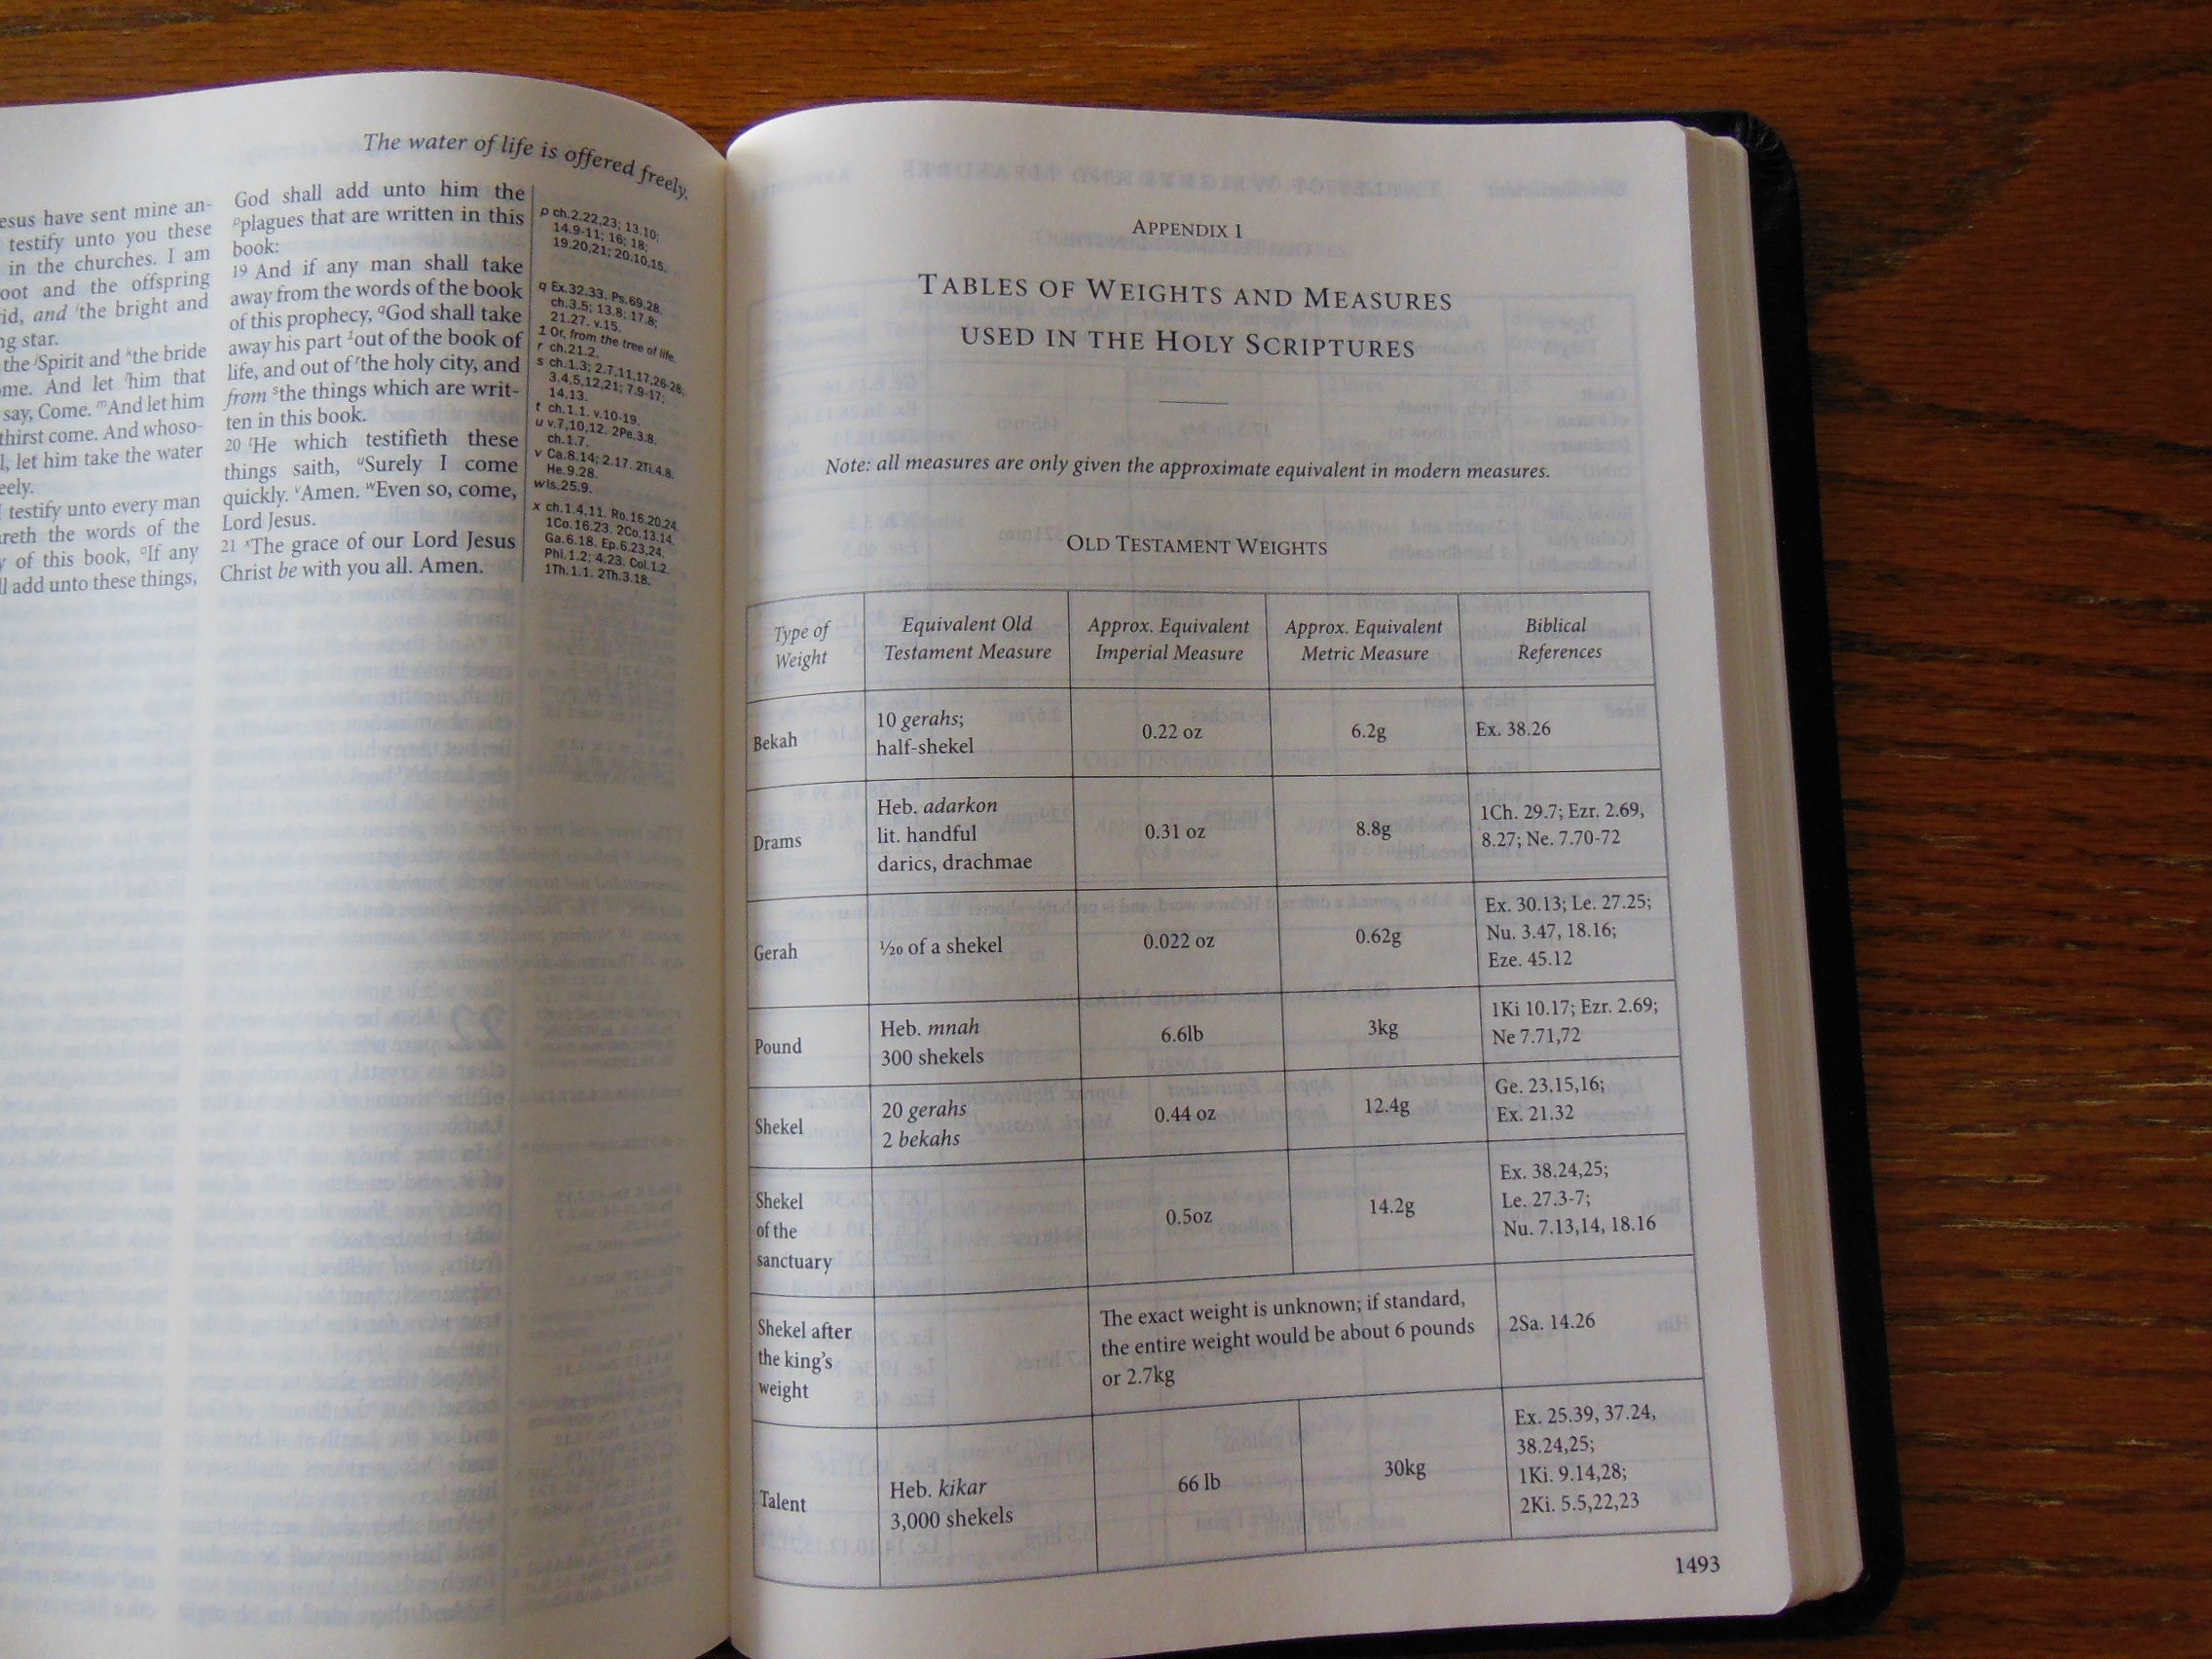 The water of life is offered freely.
esus have sent mine an-
testify unto you these
in the churches. I am
oot and the offspring
id, and the bright and
ng star.
the Spirit and the bride
ome. And let him that
say, Come. And let him
thirst come. And whoso-
l, let him take the water
eely.
testify unto every man
areth the words of the
y of this book, If any
ll add unto these things,
God shall add unto him the
plagues that are written in this
book:
19 And if any man shall take
away from the words of the book
of this prophecy, God shall take
away his part out of the book of
life, and out of the holy city, and
from the things which are writ-
ten in this book.
20 He which testifieth these
things saith, Surely I come
quickly. Amen. Even so, come,
Lord Jesus.
21 The grace of our Lord Jesus
Christ be with you all. Amen.
p ch.2.22,23; 13.10;
14.9-11; 16; 18;
19.20,21; 20.10,15.
q Ex.32.33. Ps.69.28.
ch.3.5; 13.8; 17.8;
21.27. v.15.
1 Or, from the tree of life.
r ch.21.2.
s ch.1.3; 2.7,11,17,26-28;
3.4,5,12,21; 7.9-17;
14.13.
t ch.1.1. v.10-19.
u v.7,10,12. 2Pe.3.8.
ch.1.7.
v Ca.8.14; 2.17. 2Ti.4.8.
He.9.28.
w Is.25.9.
x ch.1.4,11. Ro.16.20,24.
1Co.16.23. 2Co.13.14.
Ga.6.18. Ep.6.23,24.
Phi.1.2; 4.23. Col.1.2.
1Th.1.1. 2Th.3.18.
APPENDIX 1
TABLES OF WEIGHTS AND MEASURES
USED IN THE HOLY SCRIPTURES
Note: all measures are only given the approximate equivalent in modern measures.
OLD TESTAMENT WEIGHTS
Type of Weight Equivalent Old Testament Measure Approx. Equivalent Imperial Measure Approx. Equivalent Metric Measure Biblical References
Bekah
10 gerahs;
half-shekel
0.22 oz
6.2g
Ex. 38.26
Drams
Heb. adarkon
lit. handful
darics, drachmae
0.31 oz
8.8g
1Ch. 29.7; Ezr. 2.69,
8.27; Ne. 7.70-72
Gerah
1/20 of a shekel
0.022 oz
0.62g
Ex. 30.13; Le. 27.25;
Nu. 3.47, 18.16;
Eze. 45.12
Pound
Heb. mnah
300 shekels
6.6lb
3kg
1Ki 10.17; Ezr. 2.69;
Ne 7.71,72
Shekel
20 gerahs
2 bekahs
0.44 oz
12.4g
Ge. 23.15,16;
Ex. 21.32
Shekel
of the
sanctuary
0.5oz
14.2g
Ex. 38.24,25;
Le. 27.3-7;
Nu. 7.13,14, 18.16
Shekel after
the king's
weight
The exact weight is unknown; if standard,
the entire weight would be about 6 pounds
or 2.7kg
2Sa. 14.26
Talent
Heb. kikar
3,000 shekels
66 lb
30kg
Ex. 25.39, 37.24,
38.24,25;
1Ki. 9.14,28;
2Ki. 5.5,22,23
1493